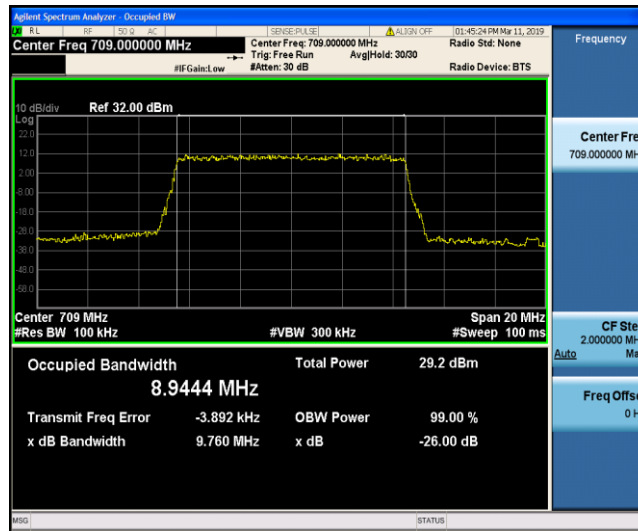 Agilent Spectrum Analyzer - Occupied BW
RL RF 50 Ω AC SENSE:PULSE ALIGN OFF 01:45:24 PM Mar 11, 2019
Center Freq 709.000000 MHz
Center Freq: 709.000000 MHz Radio Std: None
Trig: Free Run Avg|Hold: 30/30
#IFGain:Low #Atten: 30 dB Radio Device: BTS
10 dB/div Ref 32.00 dBm
Log
22.0
12.0
2.00
-8.00
-18.0
-28.0
-38.0
-48.0
-58.0
Center 709 MHz Span 20 MHz
#Res BW 100 kHz #VBW 300 kHz #Sweep 100 ms
Occupied Bandwidth Total Power 29.2 dBm
8.9444 MHz
Transmit Freq Error -3.892 kHz OBW Power 99.00 %
x dB Bandwidth 9.760 MHz x dB -26.00 dB
MSG STATUS
Frequency
Center Fre
709.000000 MH
CF Ste
2.000000 MH
Auto Ma
Freq Offse
0 H